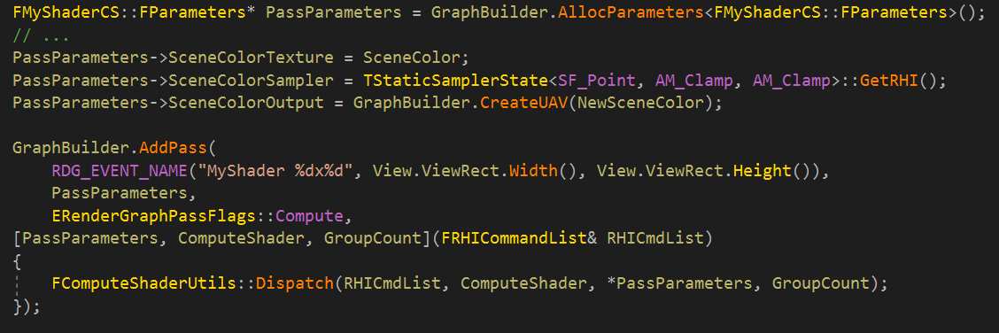 FMyShaderCS::FParameters* PassParameters = GraphBuilder.AllocParameters<FMyShaderCS::FParameters>();
// ...
PassParameters->SceneColorTexture = SceneColor;
PassParameters->SceneColorSampler = TStaticSamplerState<SF_Point, AM_Clamp, AM_Clamp>::GetRHI();
PassParameters->SceneColorOutput = GraphBuilder.CreateUAV(NewSceneColor);

GraphBuilder.AddPass(
    RDG_EVENT_NAME("MyShader %dx%d", View.ViewRect.Width(), View.ViewRect.Height()),
    PassParameters,
    ERenderGraphPassFlags::Compute,
[PassParameters, ComputeShader, GroupCount](FRHICommandList& RHICmdList)
{
    FComputeShaderUtils::Dispatch(RHICmdList, ComputeShader, *PassParameters, GroupCount);
});